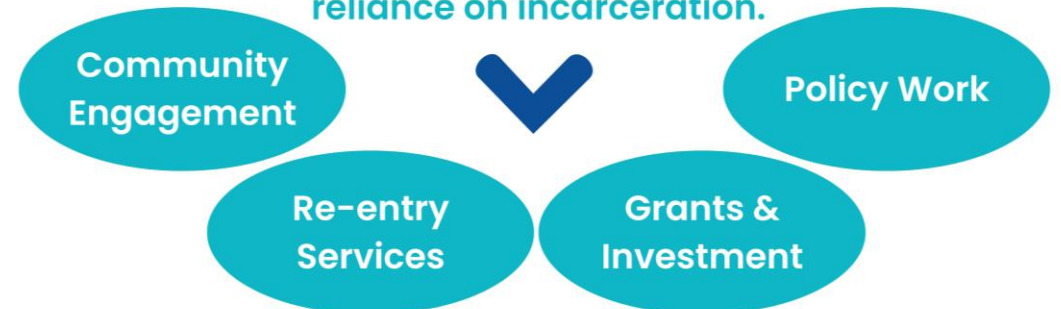 reliance on incarceration.
Community
Engagement
Policy Work
Re-entry
Services
Grants &
Investment